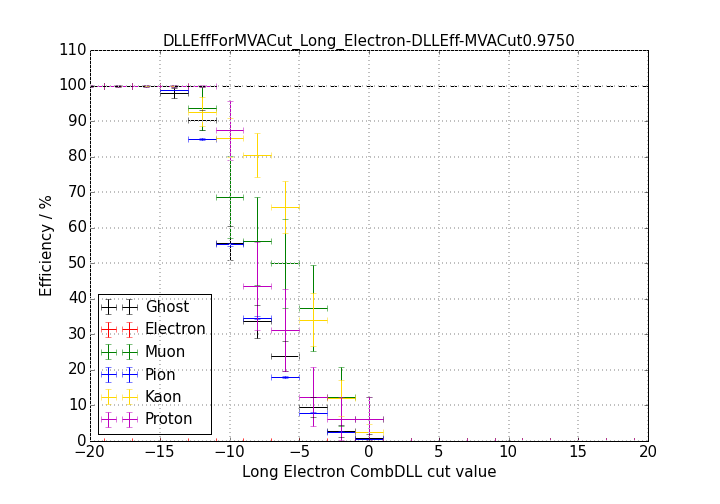 DLLEffForMVACut_Long_Electron-DLLEff-MVACut0.9750
110
100
90
80
70
60
50
40
30
20
10
0
Efficiency / %
Ghost
Electron
Muon
Pion
Kaon
Proton
−20 −15 −10 −5 0 5 10 15 20
Long Electron CombDLL cut value